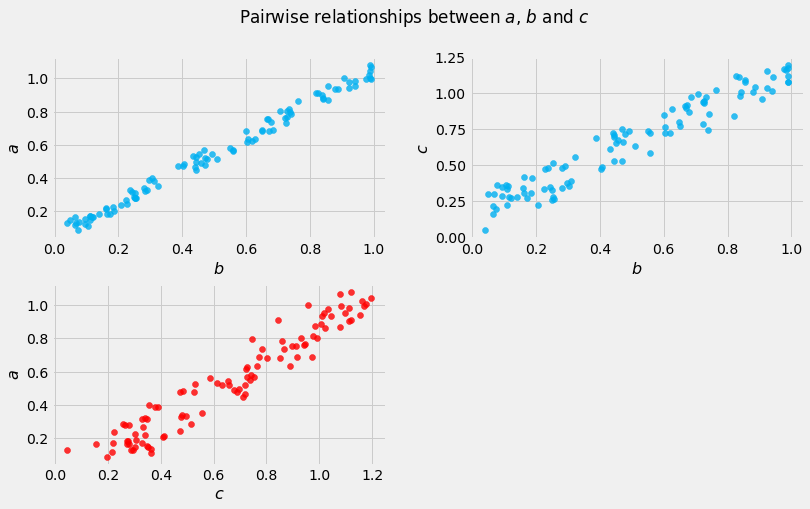 Pairwise relationships between a, b and c
1.0
0.8
0.6
0.4
0.2
a
0.0 0.2 0.4 0.6 0.8 1.0
b
1.25
1.00
0.75
0.50
0.25
0.00
c
0.0 0.2 0.4 0.6 0.8 1.0
b
1.0
0.8
0.6
0.4
0.2
a
0.0 0.2 0.4 0.6 0.8 1.0 1.2
c